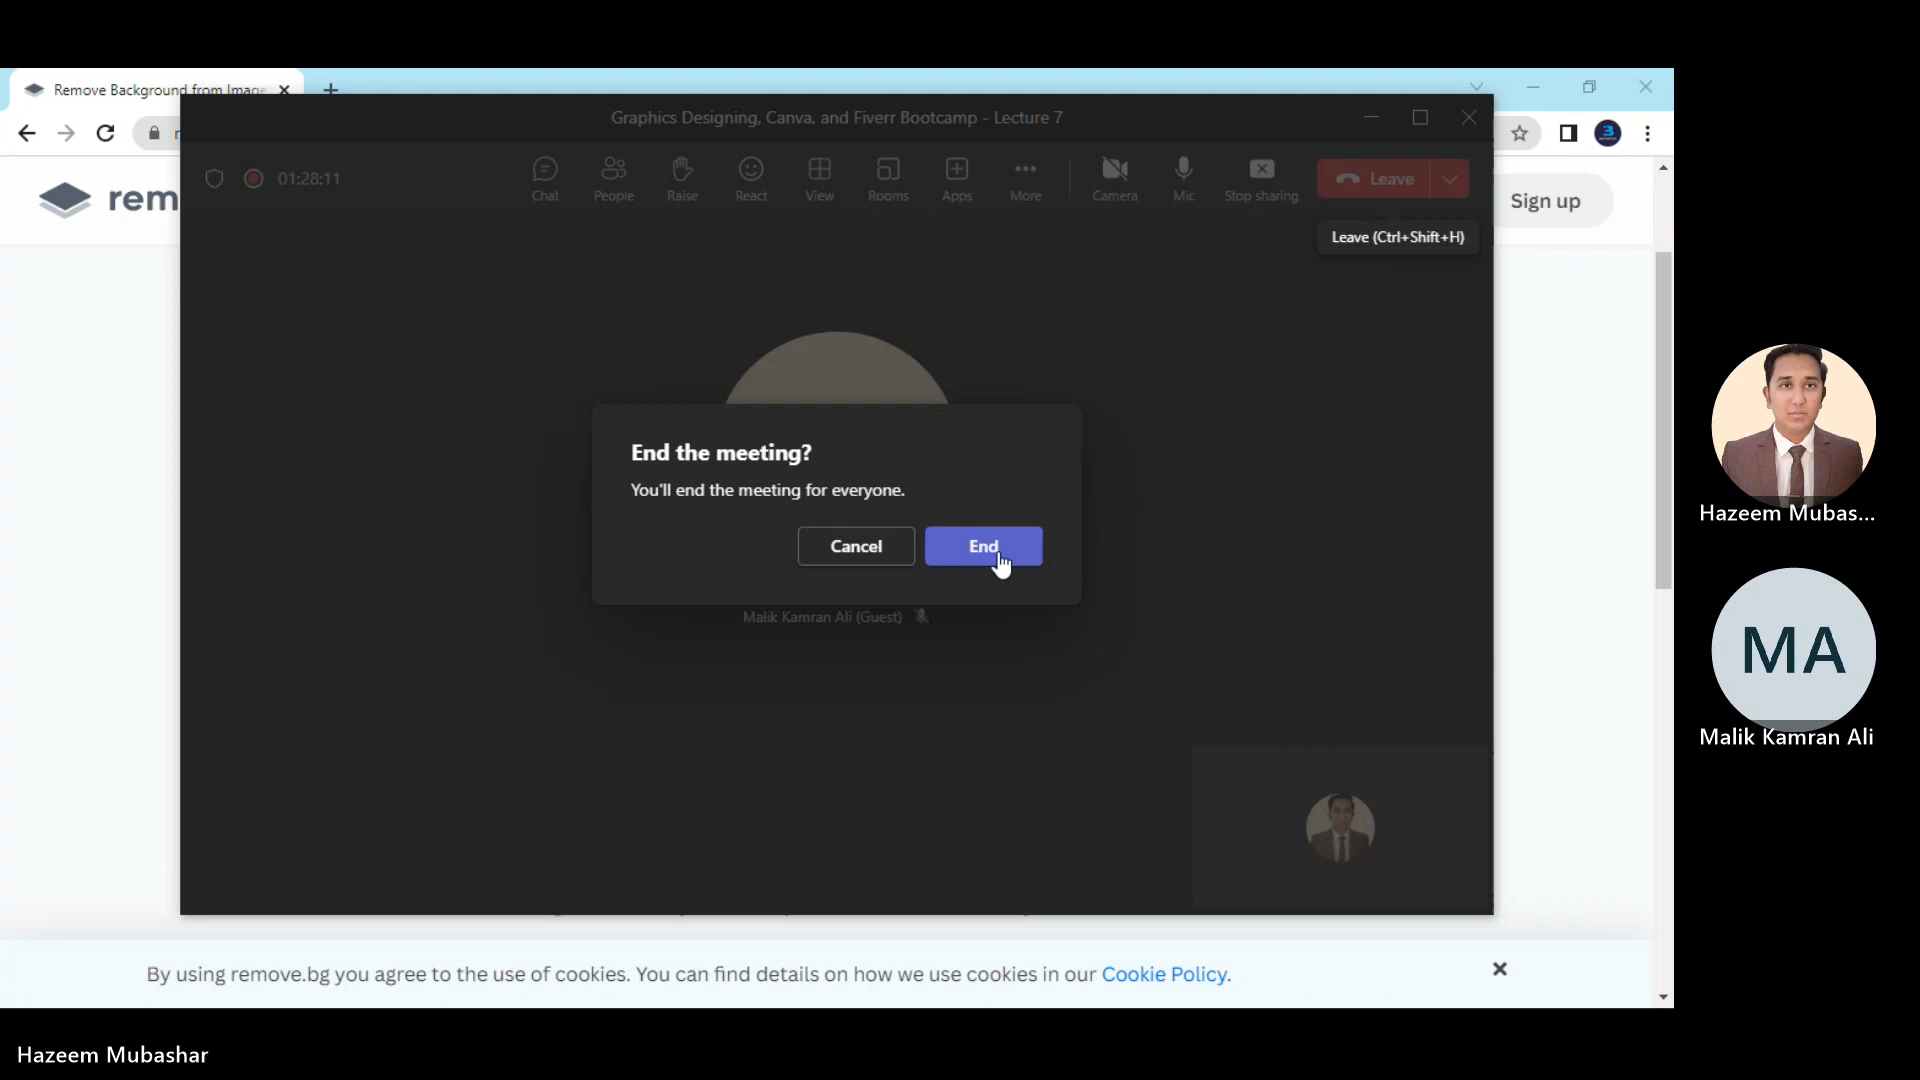 Remove Background from Image
Graphics Designing, Canva, and Fiverr Bootcamp - Lecture 7
01:28:11
Chat
People
Raise
React
View
Rooms
Apps
More
Camera
Mic
Stop sharing
Leave
Leave (Ctrl+Shift+H)
rem
Sign up
End the meeting?
You'll end the meeting for everyone.
Cancel
End
Malik Kamran Ali (Guest)
Hazeem Mubas...
MA
Malik Kamran Ali
By using remove.bg you agree to the use of cookies. You can find details on how we use cookies in our Cookie Policy.
Hazeem Mubashar